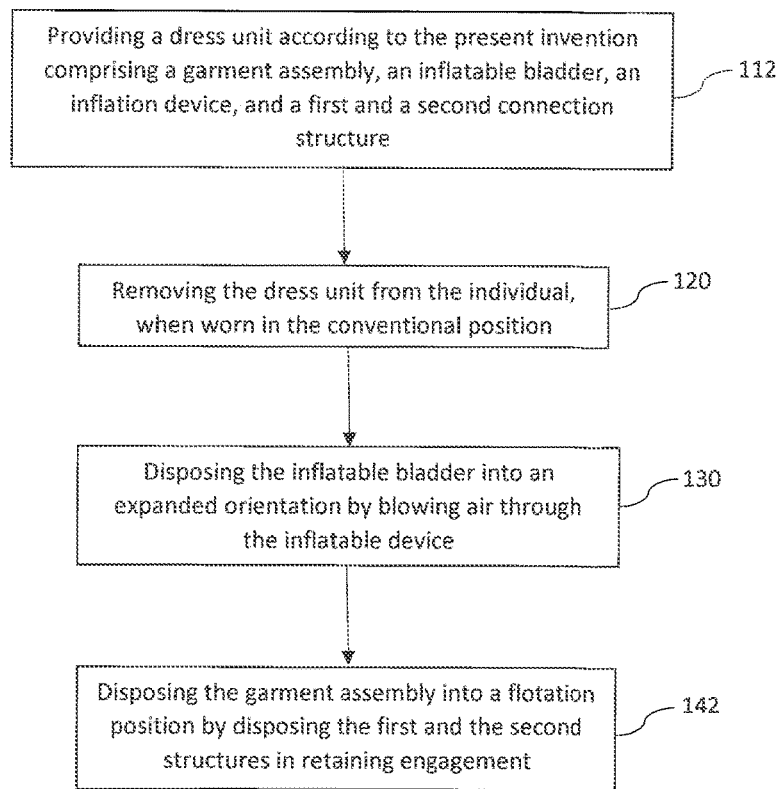 Providing a dress unit according to the present invention
comprising a garment assembly, an inflatable bladder, an
inflation device, and a first and a second connection
structure
112
Removing the dress unit from the individual,
when worn in the conventional position
120
Disposing the inflatable bladder into an
expanded orientation by blowing air through
the inflatable device
130
Disposing the garment assembly into a flotation
position by disposing the first and the second
structures in retaining engagement
142